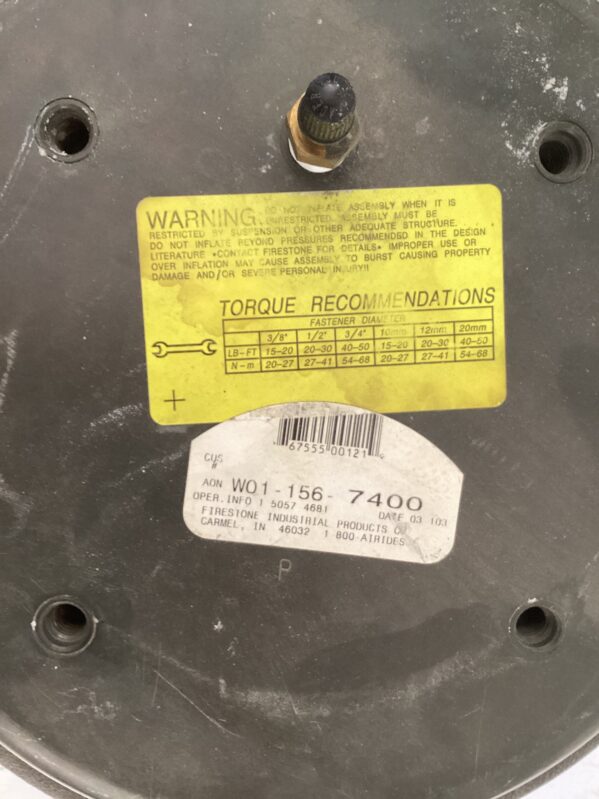 WARNING: DO NOT INFLATE ASSEMBLY WHEN IT IS
UNRESTRICTED. ASSEMBLY MUST BE
RESTRICTED BY SUSPENSION OR OTHER ADEQUATE STRUCTURE.
DO NOT INFLATE BEYOND PRESSURES RECOMMENDED IN THE DESIGN
LITERATURE •CONTACT FIRESTONE FOR DETAILS• IMPROPER USE OR
OVER INFLATION MAY CAUSE ASSEMBLY TO BURST CAUSING PROPERTY
DAMAGE AND/OR SEVERE PERSONAL INJURY!!
TORQUE RECOMMENDATIONS
FASTENER DIAMETER
3/8" 1/2" 3/4" 10mm 12mm 20mm
LB-FT 15-20 20-30 40-50 15-20 20-30 40-50
N-m 20-27 27-41 54-68 20-27 27-41 54-68
67555 00121
CUS
#
AON W01-156-7400
OPER.INFO 1 5057 4681 DATE 03 103
FIRESTONE INDUSTRIAL PRODUCTS
CARMEL, IN 46032 1 800-AIRIDES
P